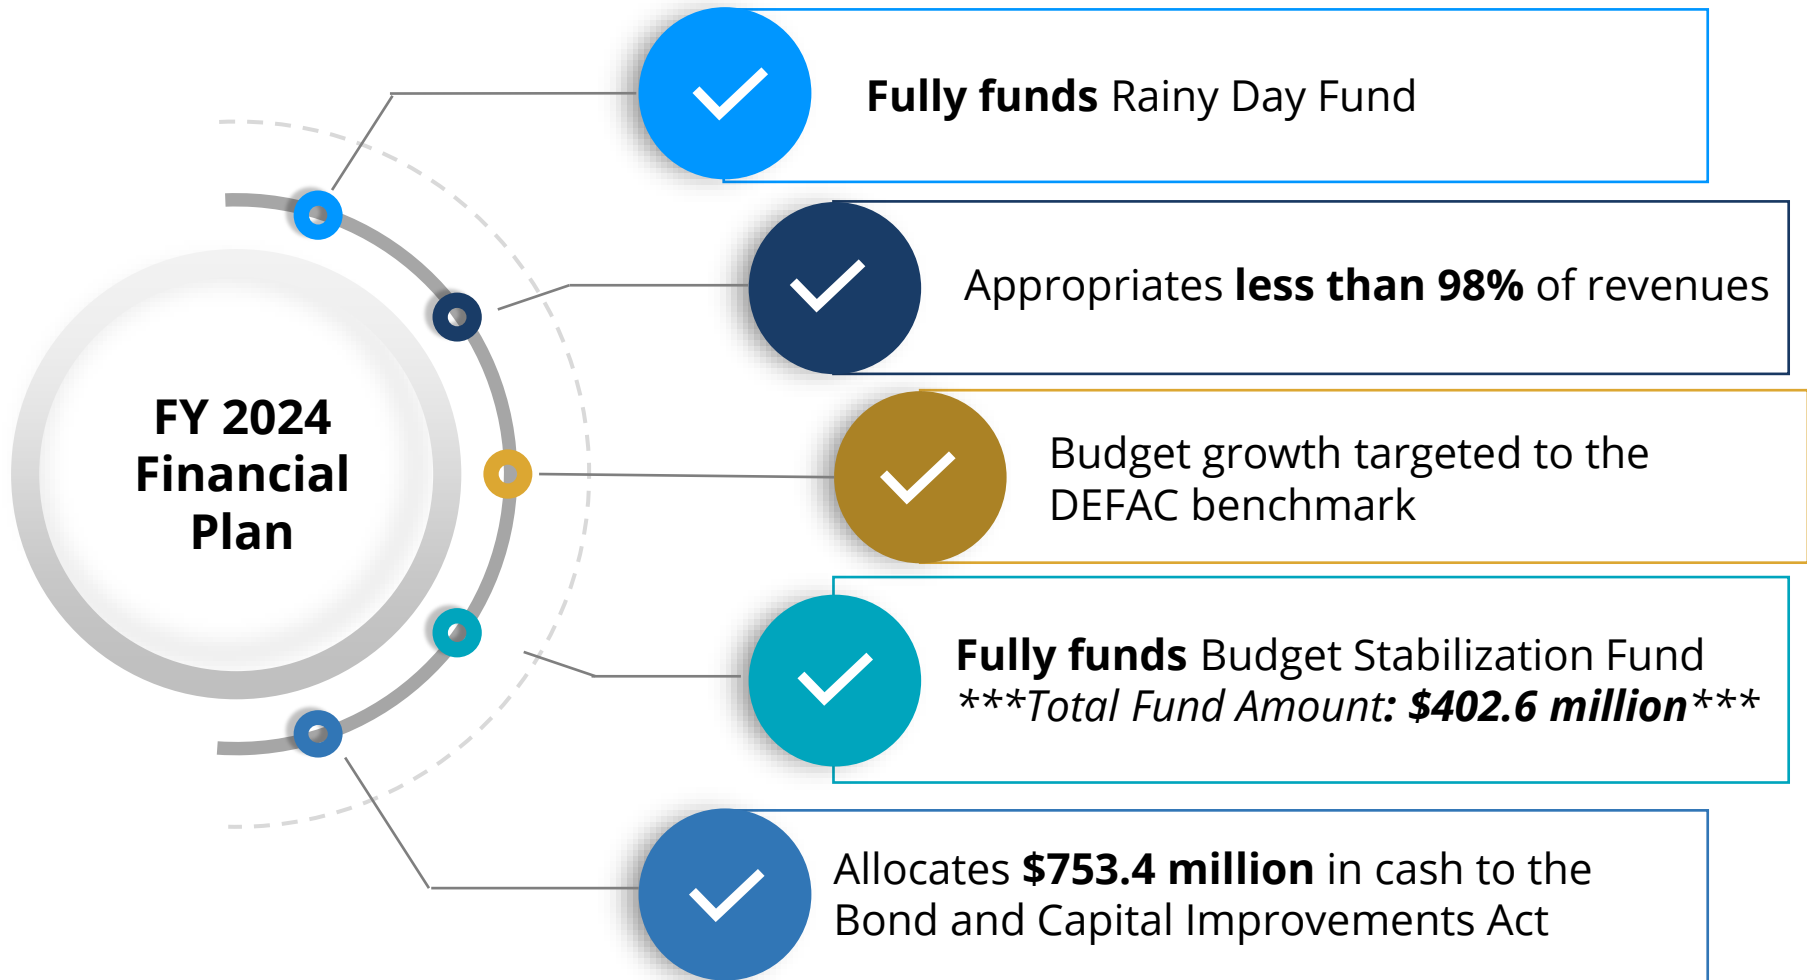 FY 2024
Financial
Plan
Fully funds Rainy Day Fund
Appropriates less than 98% of revenues
Budget growth targeted to the
DEFAC benchmark
Fully funds Budget Stabilization Fund
***Total Fund Amount: $402.6 million***
Allocates $753.4 million in cash to the
Bond and Capital Improvements Act